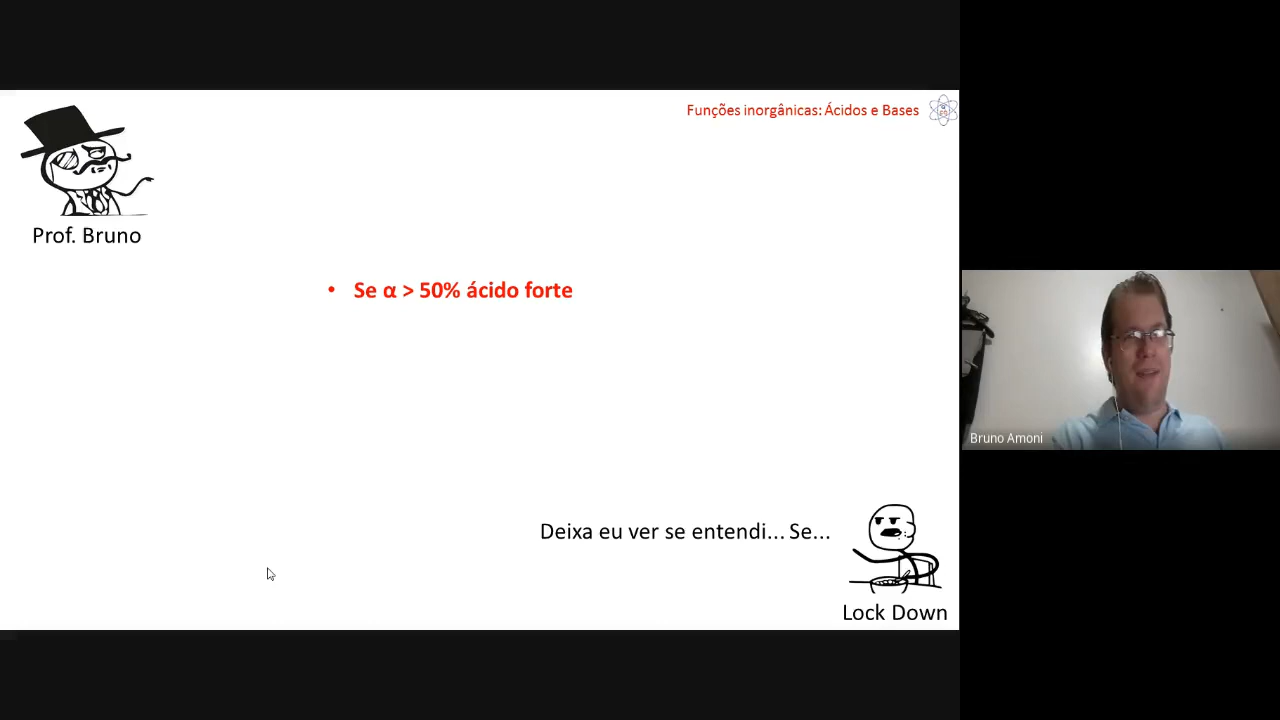 Funções inorgânicas: Ácidos e Bases
Prof. Bruno
• Se α > 50% ácido forte
Bruno Amoni
Deixa eu ver se entendi... Se...
Lock Down